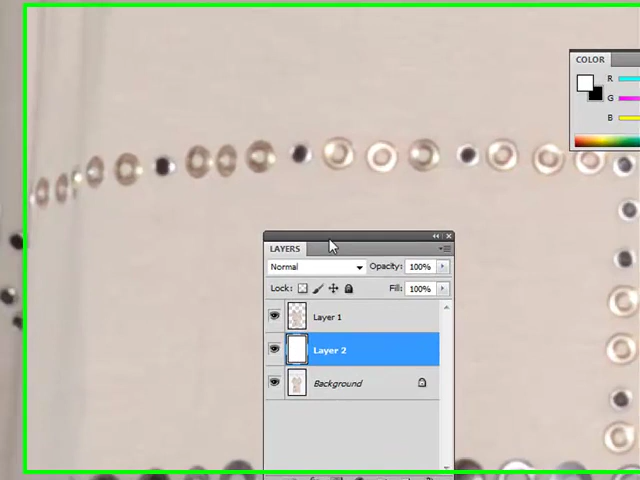 COLOR
R
G
B
LAYERS
Normal Opacity: 100%
Lock: Fill: 100%
Layer 1
Layer 2
Background